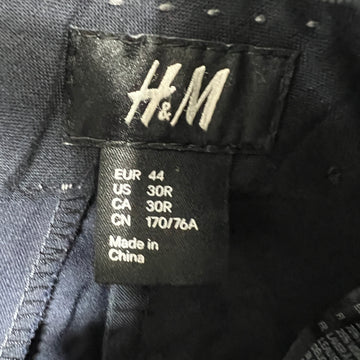 H&M
EUR 44
US 30R
CA 30R
CN 170/76A
Made in
China